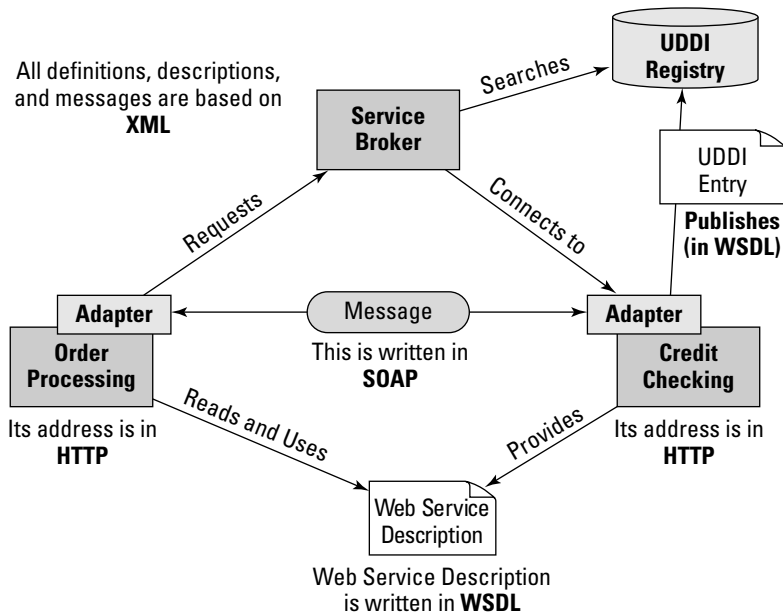 All definitions, descriptions,
and messages are based on
XML
UDDI
Registry
Searches
Service
Broker
UDDI
Entry
Publishes
(in WSDL)
Requests
Connects to
Adapter
Message
Adapter
Order
Processing
This is written in
SOAP
Credit
Checking
Its address is in
HTTP
Reads and Uses
Provides
Its address is in
HTTP
Web Service
Description
Web Service Description
is written in WSDL